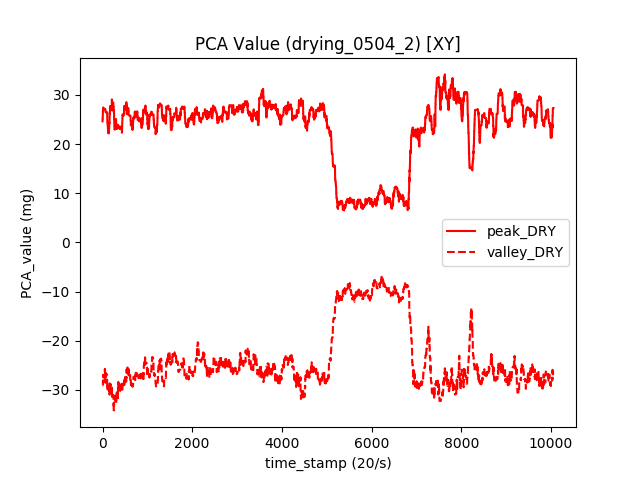 PCA Value (drying_0504_2) [XY]
PCA_value (mg)
30
20
10
0
−10
−20
−30
peak_DRY
valley_DRY
0
2000
4000
6000
8000
10000
time_stamp (20/s)